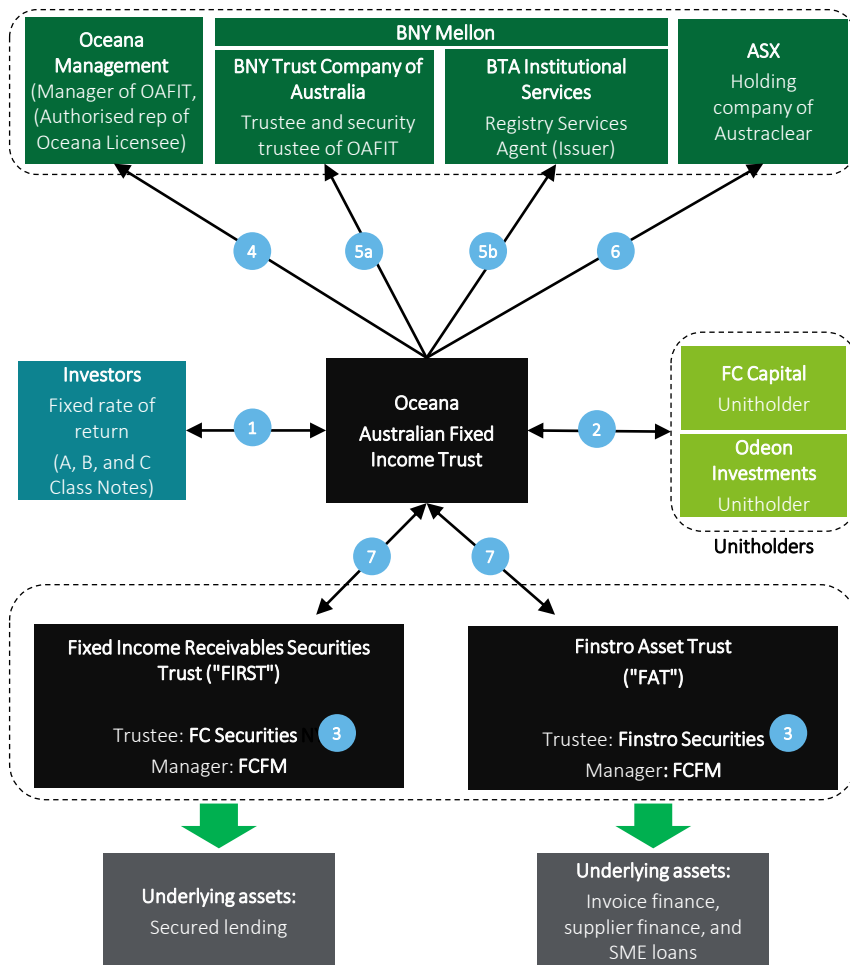 Oceana
Management
(Manager of OAFIT,
(Authorised rep of
Oceana Licensee)
BNY Mellon
BNY Trust Company of
Australia
Trustee and security
trustee of OAFIT
BTA Institutional
Services
Registry Services
Agent (Issuer)
ASX
Holding
company of
Austraclear
4
5a
5b
6
Investors
Fixed rate of
return
(A, B, and C
Class Notes)
1
Oceana
Australian Fixed
Income Trust
2
FC Capital
Unitholder
Odeon
Investments
Unitholder
Unitholders
7
7
Fixed Income Receivables Securities
Trust ("FIRST")
Trustee: FC Securities
3
Manager: FCFM
Finstro Asset Trust
("FAT")
Trustee: Finstro Securities
3
Manager: FCFM
Underlying assets:
Secured lending
Underlying assets:
Invoice finance,
supplier finance, and
SME loans